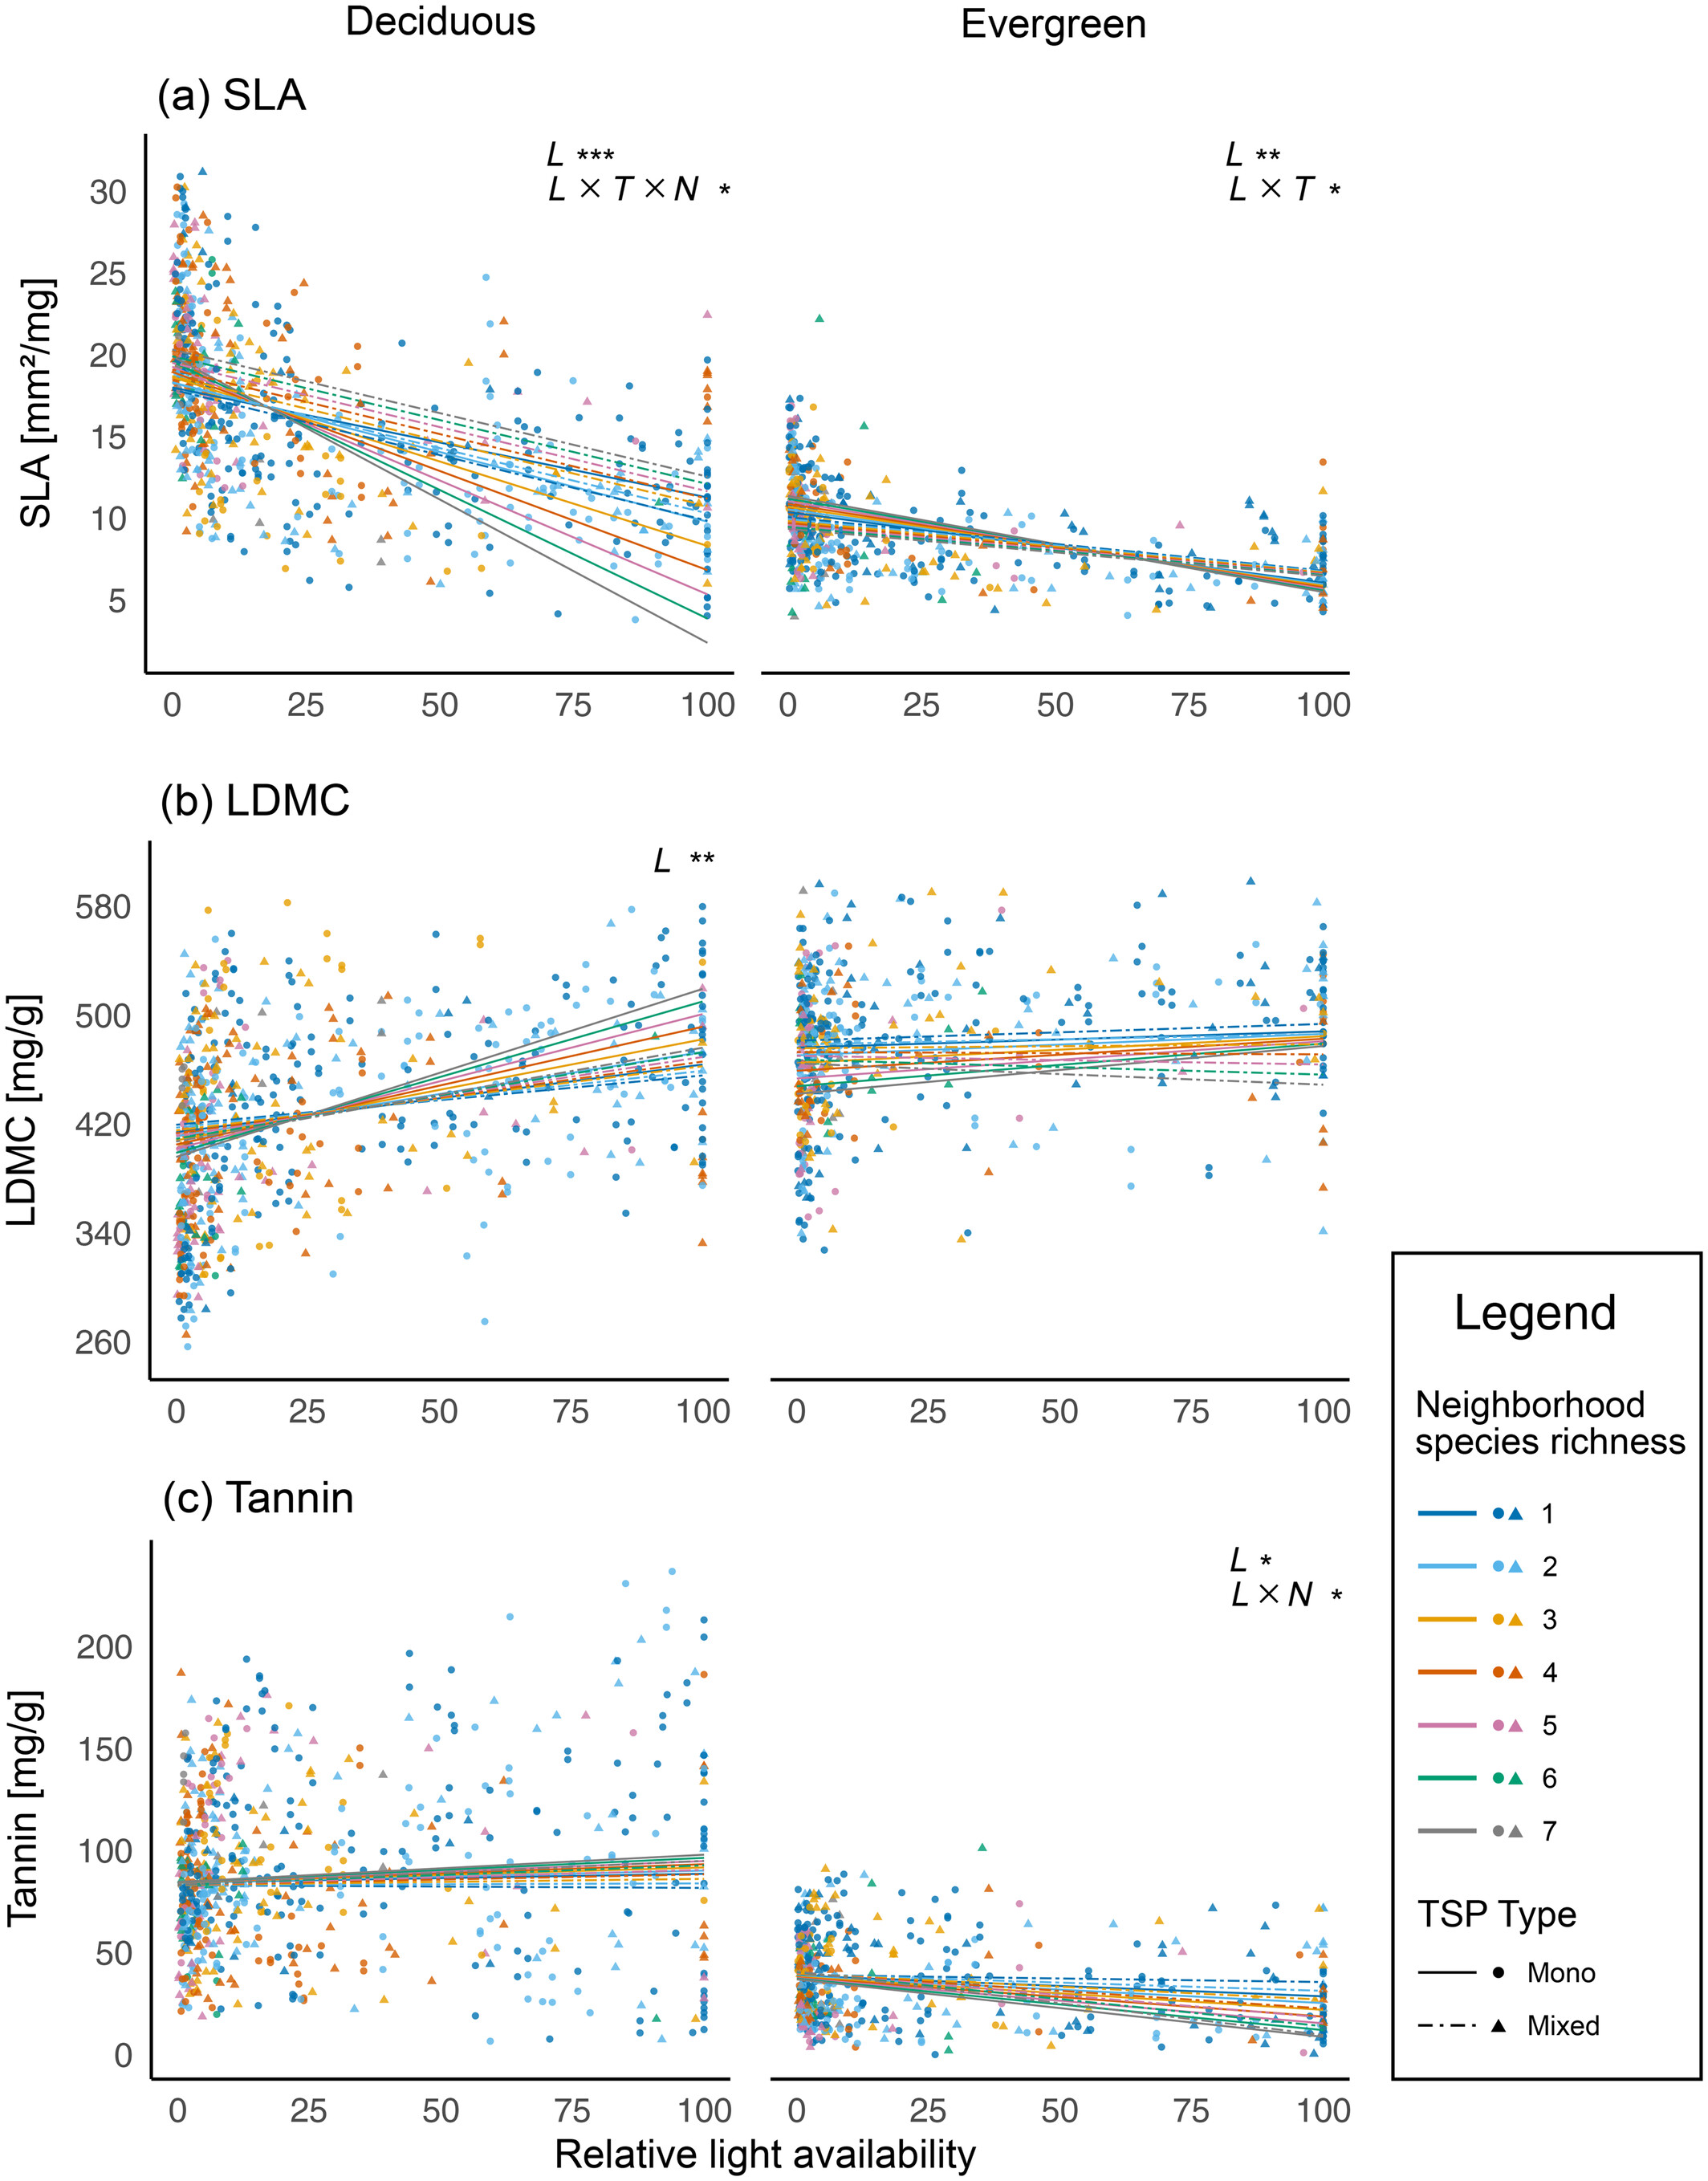 Deciduous
Evergreen
(a) SLA
L ***
L × T × N *
L **
L × T *
SLA [mm²/mg]
30
25
20
15
10
5
0 25 50 75 100
0 25 50 75 100
(b) LDMC
L **
LDMC [mg/g]
580
500
420
340
260
0 25 50 75 100
0 25 50 75 100
(c) Tannin
L *
L × N *
Tannin [mg/g]
200
150
100
50
0
0 25 50 75 100
0 25 50 75 100
Relative light availability
Legend
Neighborhood
species richness
1
2
3
4
5
6
7
TSP Type
Mono
Mixed